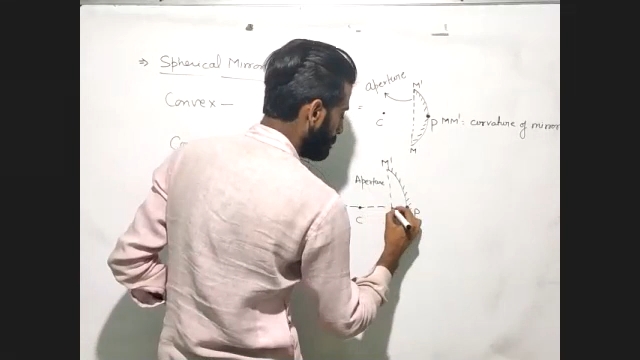 ⇒ Spherical Mirror
Convex —
=
aperture
M'
C
P
MM' = curvature of mirror
M
M'
Aperture
C
P